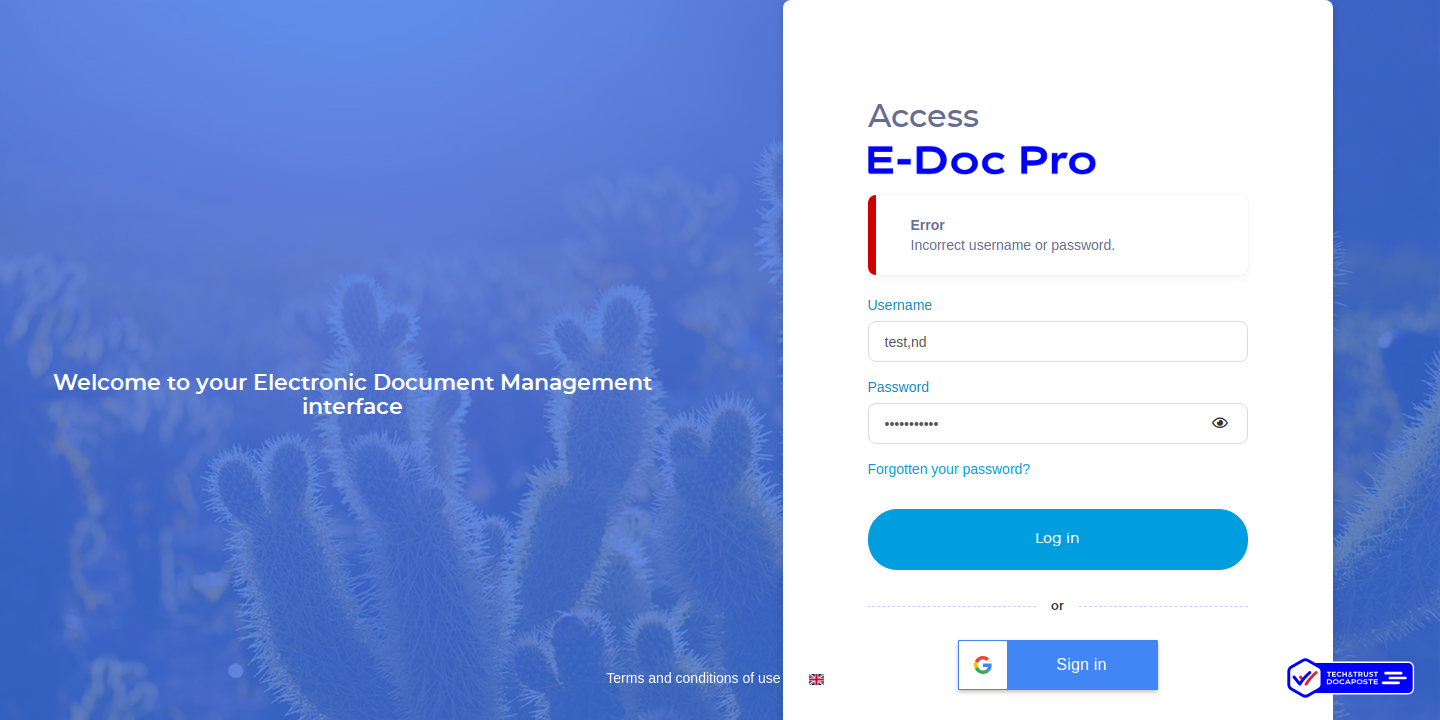 Welcome to your Electronic Document Management
interface
Access
E-Doc Pro
Error
Incorrect username or password.
Username
test,nd
Password
•••••••••••
Forgotten your password?
Log in
or
Sign in
Terms and conditions of use
TECH&TRUST
DOCAPOSTE